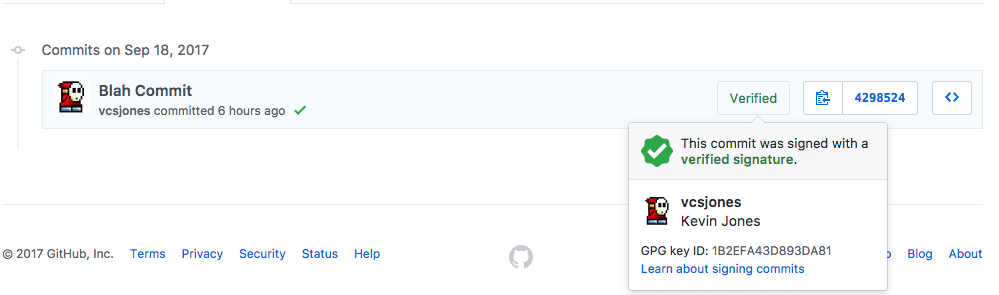 Commits on Sep 18, 2017
Blah Commit
vcsjones committed 6 hours ago
Verified
4298524
This commit was signed with a
verified signature.
vcsjones
Kevin Jones
GPG key ID: 1B2EFA43D893DA81
Learn about signing commits
© 2017 GitHub, Inc. Terms Privacy Security Status Help Blog About